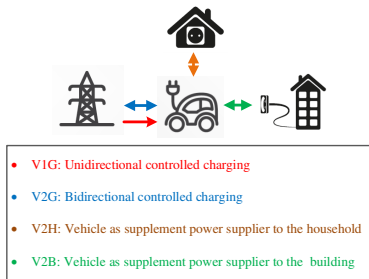 • V1G: Unidirectional controlled charging
• V2G: Bidirectional controlled charging
• V2H: Vehicle as supplement power supplier to the household
• V2B: Vehicle as supplement power supplier to the building